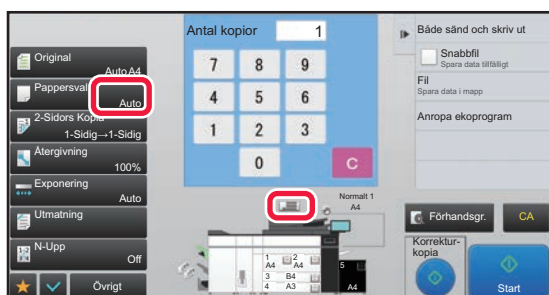 Original
Auto A4
Pappersval
Auto
2-Sidors Kopia
1-Sidig→1-Sidig
Återgivning
100%
Exponering
Auto
Utmatning
N-Upp
Off
Övrigt
Antal kopior 1
7 8 9
4 5 6
1 2 3
0 C
Normalt 1
A4
1 A4 2 A4
3 B4
4 A3
5
A4
Både sänd och skriv ut
Snabbfil
Spara data tillfälligt
Fil
Spara data i mapp
Anropa ekoprogram
Förhandsgr.
CA
Korrektur-
kopia
Start